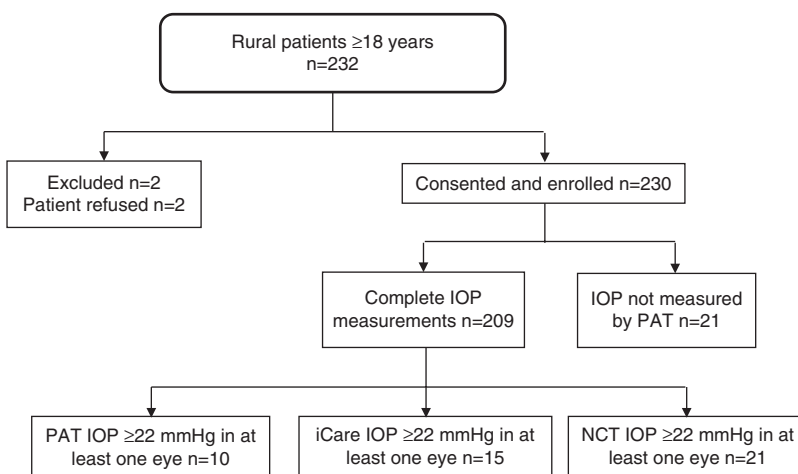 Rural patients ≥18 years
n=232
Excluded n=2
Patient refused n=2
Consented and enrolled n=230
Complete IOP
measurements n=209
IOP not measured
by PAT n=21
PAT IOP ≥22 mmHg in at
least one eye n=10
iCare IOP ≥22 mmHg in at
least one eye n=15
NCT IOP ≥22 mmHg in at
least one eye n=21